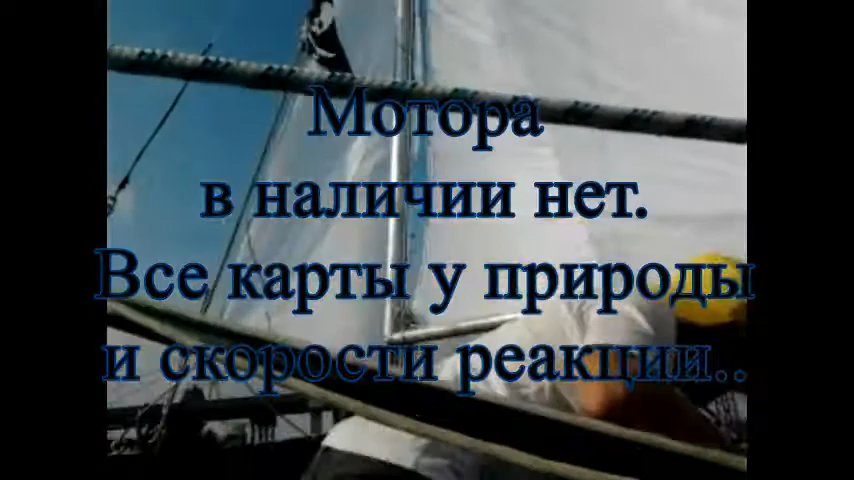 Мотора
в наличии нет.
Все карты у природы
и скорости реакции..